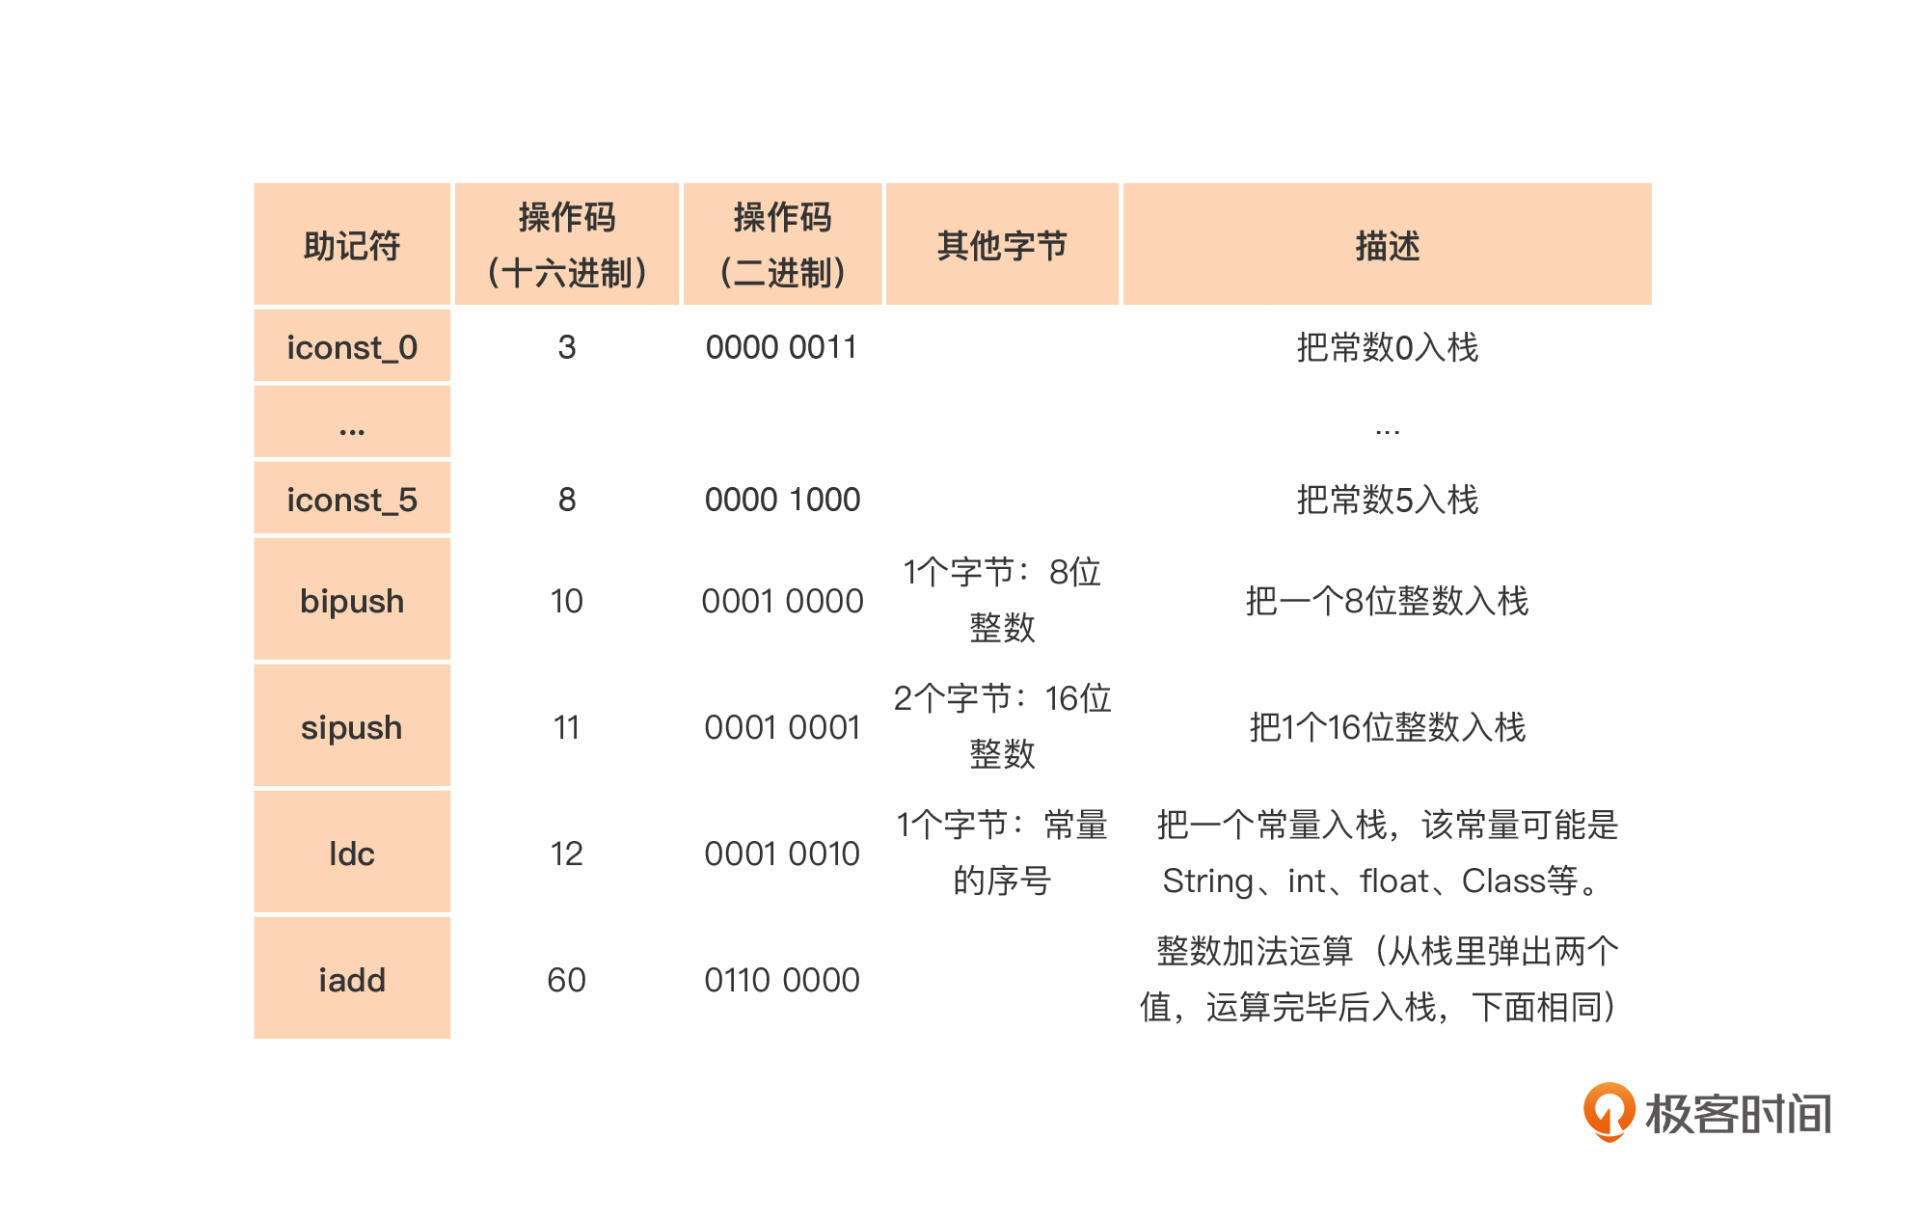 助记符
操作码
（十六进制）
操作码
（二进制）
其他字节
描述
iconst_0
3
0000 0011
把常数0入栈
...
...
iconst_5
8
0000 1000
把常数5入栈
bipush
10
0001 0000
1个字节：8位
整数
把一个8位整数入栈
sipush
11
0001 0001
2个字节：16位
整数
把1个16位整数入栈
ldc
12
0001 0010
1个字节：常量
的序号
把一个常量入栈，该常量可能是
String、int、float、Class等。
iadd
60
0110 0000
整数加法运算（从栈里弹出两个
值，运算完毕后入栈，下面相同）
极客时间